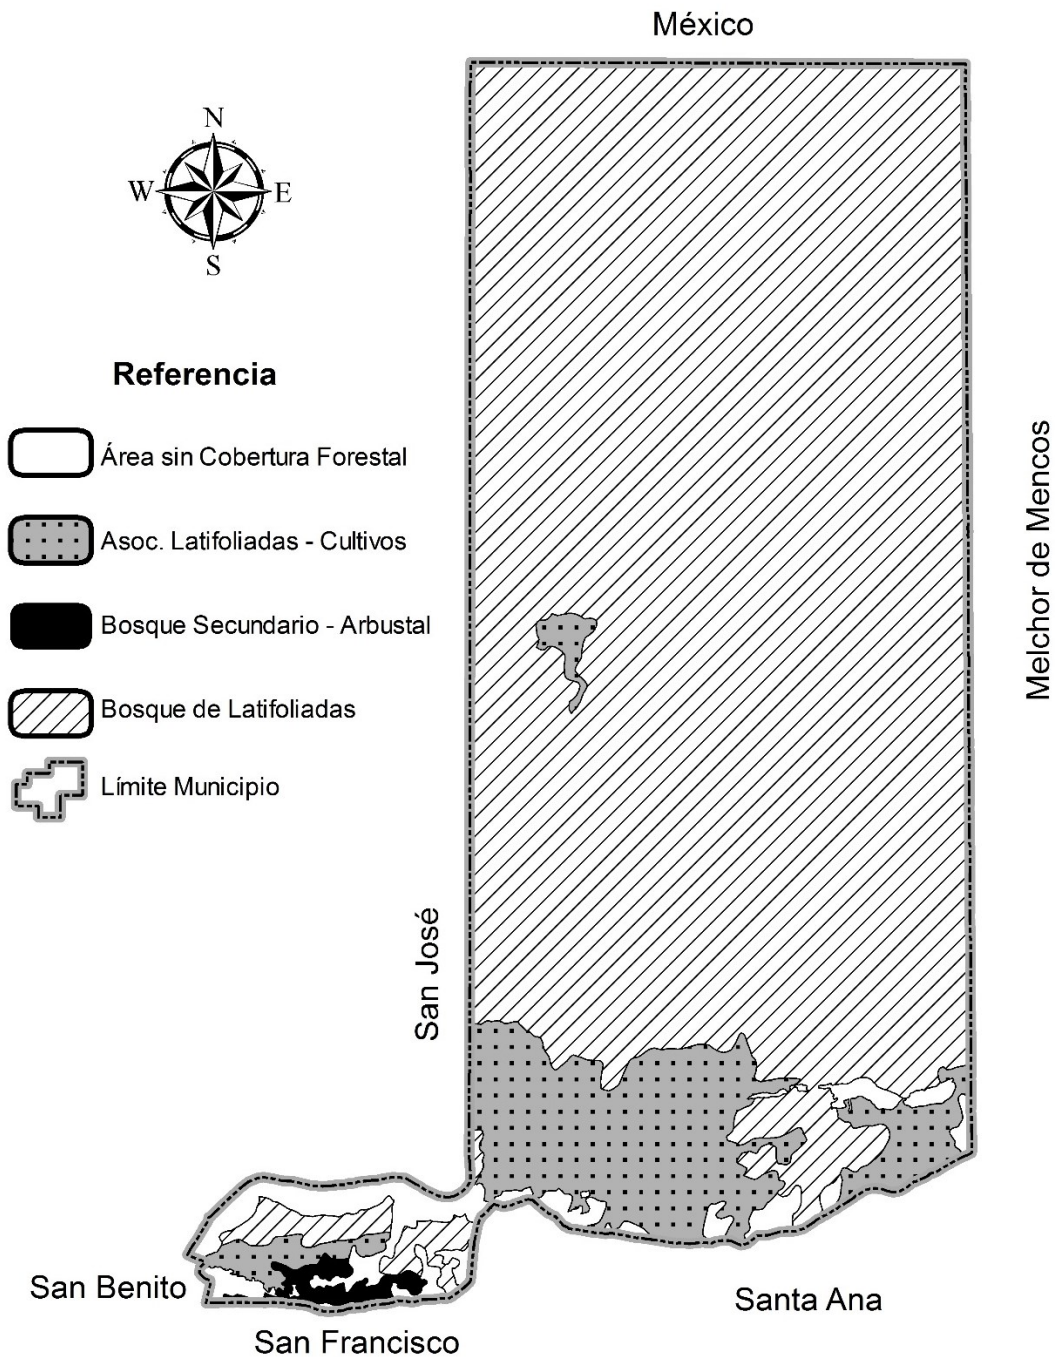 México
N
W
E
S
Referencia
Área sin Cobertura Forestal
Asoc. Latifoliadas - Cultivos
Bosque Secundario - Arbustal
Bosque de Latifoliadas
Límite Municipio
Melchor de Mencos
San José
San Benito
Santa Ana
San Francisco